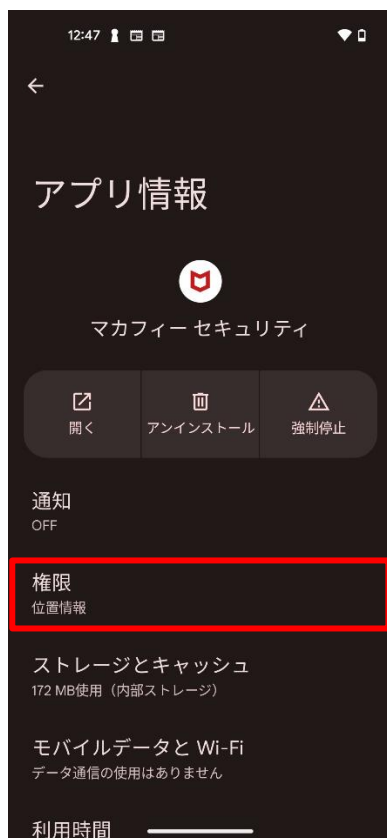 12:47
アプリ情報
マカフィー セキュリティ
開く
アンインストール
強制停止
通知
OFF
権限
位置情報
ストレージとキャッシュ
172 MB使用（内部ストレージ）
モバイルデータと Wi-Fi
データ通信の使用はありません
利用時間